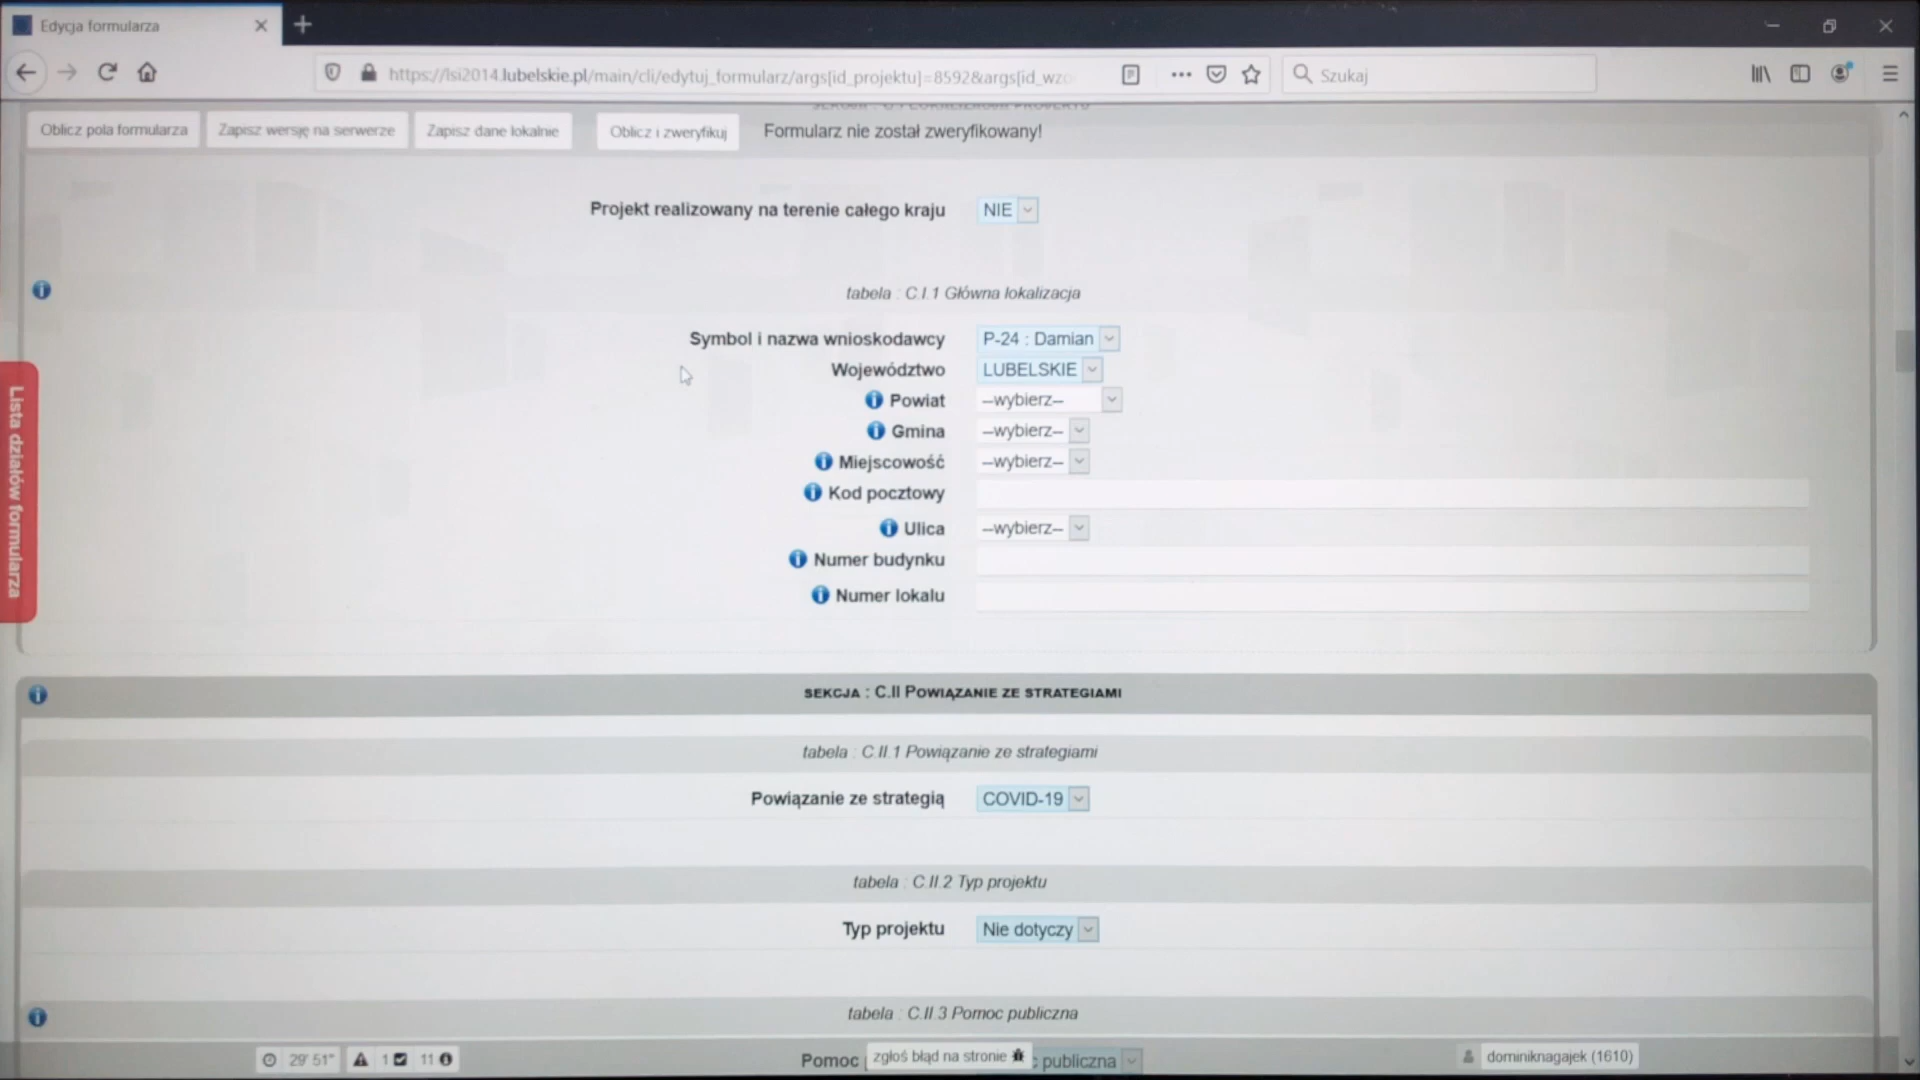 Edycja formularza
https://lsi2014.lubelskie.pl/main/cli/edytuj_formularz/args[id_projektu]=8592&args[id_wzo
Szukaj
Oblicz pola formularza
Zapisz wersję na serwerze
Zapisz dane lokalnie
Oblicz i zweryfikuj
Formularz nie został zweryfikowany!
Projekt realizowany na terenie całego kraju NIE
tabela : C.I.1 Główna lokalizacja
Symbol i nazwa wnioskodawcy P-24 : Damian
Województwo LUBELSKIE
Powiat --wybierz--
Gmina --wybierz--
Miejscowość --wybierz--
Kod pocztowy
Ulica --wybierz--
Numer budynku
Numer lokalu
Lista działów formularza
SEKCJA : C.II POWIĄZANIE ZE STRATEGIAMI
tabela : C.II.1 Powiązanie ze strategiami
Powiązanie ze strategią COVID-19
tabela : C.II.2 Typ projektu
Typ projektu Nie dotyczy
tabela : C.II.3 Pomoc publiczna
29' 51" 1 11
Pomoc zgłoś błąd na stronie publiczna
dominiknagajek (1610)